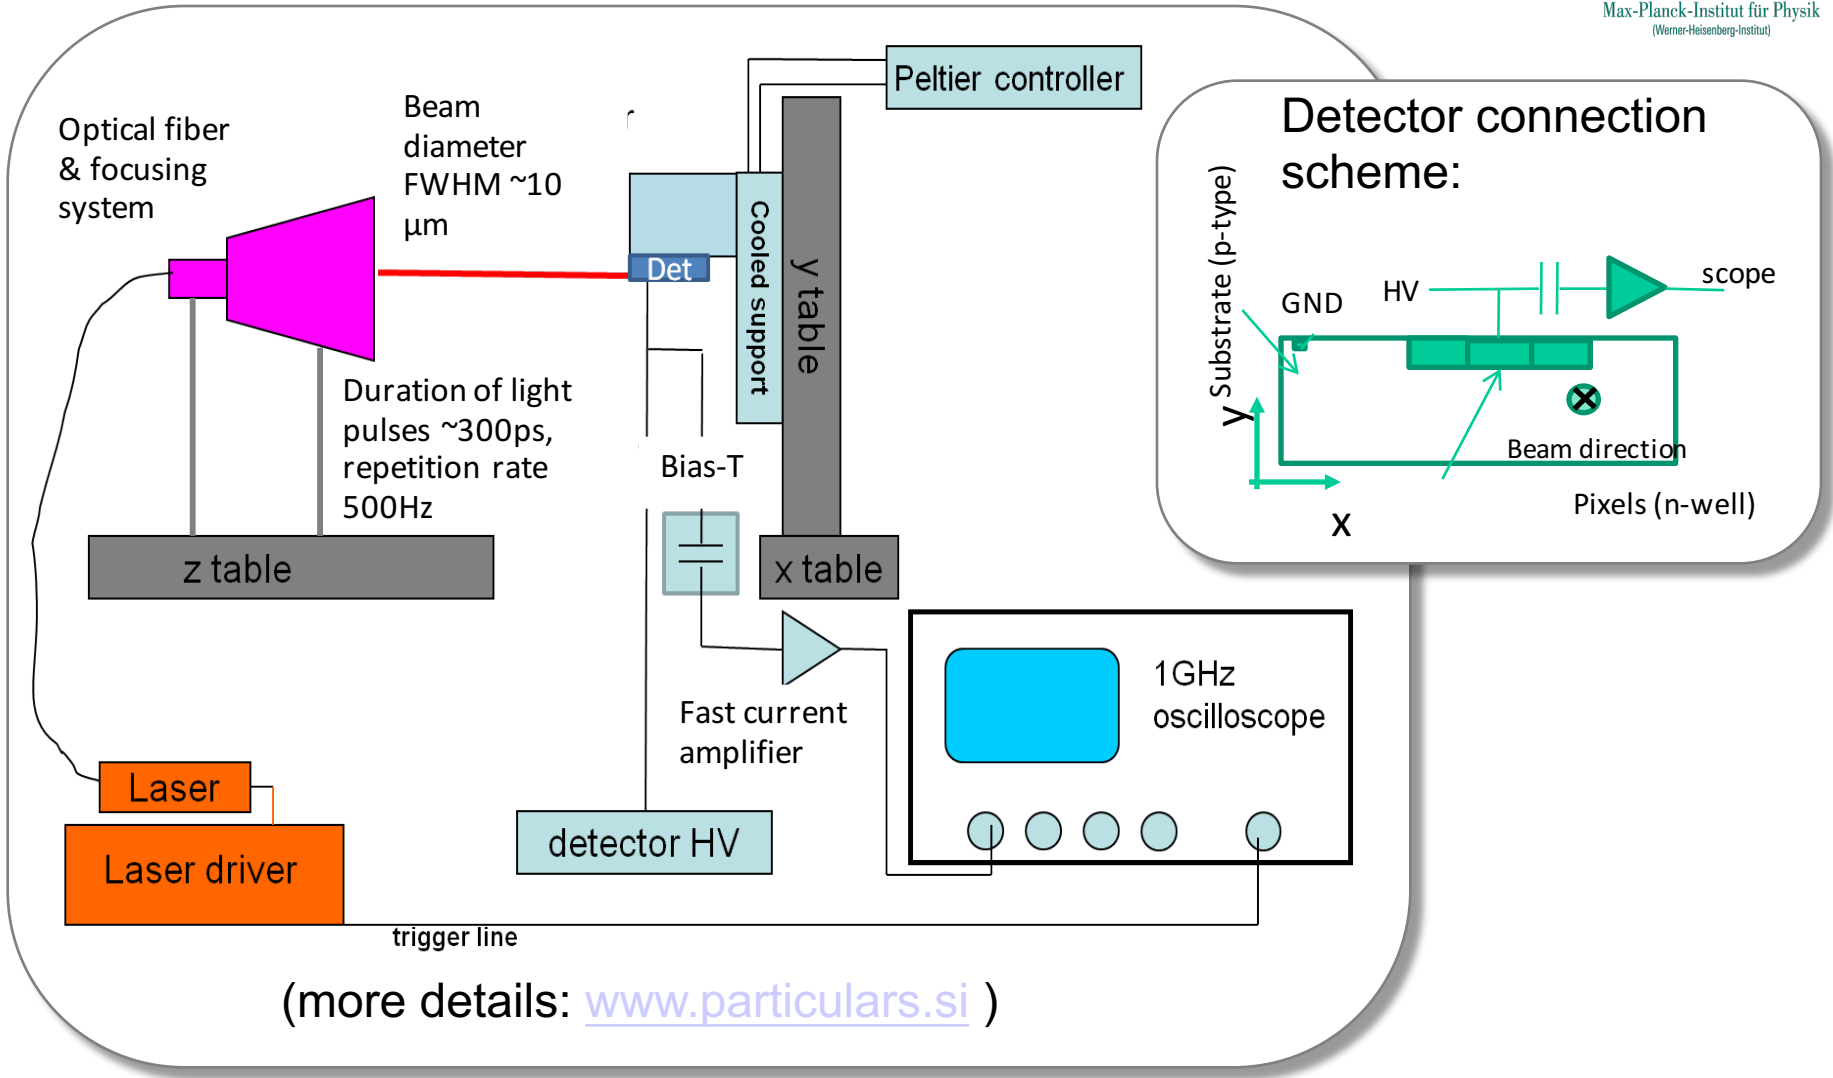 Max-Planck-Institut für Physik
(Werner-Heisenberg-Institut)
Peltier controller
Optical fiber
& focusing
system
Beam
diameter
FWHM ~10
µm
Det
Cooled support
y table
Duration of light
pulses ~300ps,
repetition rate
500Hz
Bias-T
z table
x table
Fast current
amplifier
1GHz
oscilloscope
Laser
Laser driver
detector HV
trigger line
(more details: www.particulars.si )
Detector connection
scheme:
Substrate (p-type)
GND
HV
scope
y
x
Beam direction
Pixels (n-well)